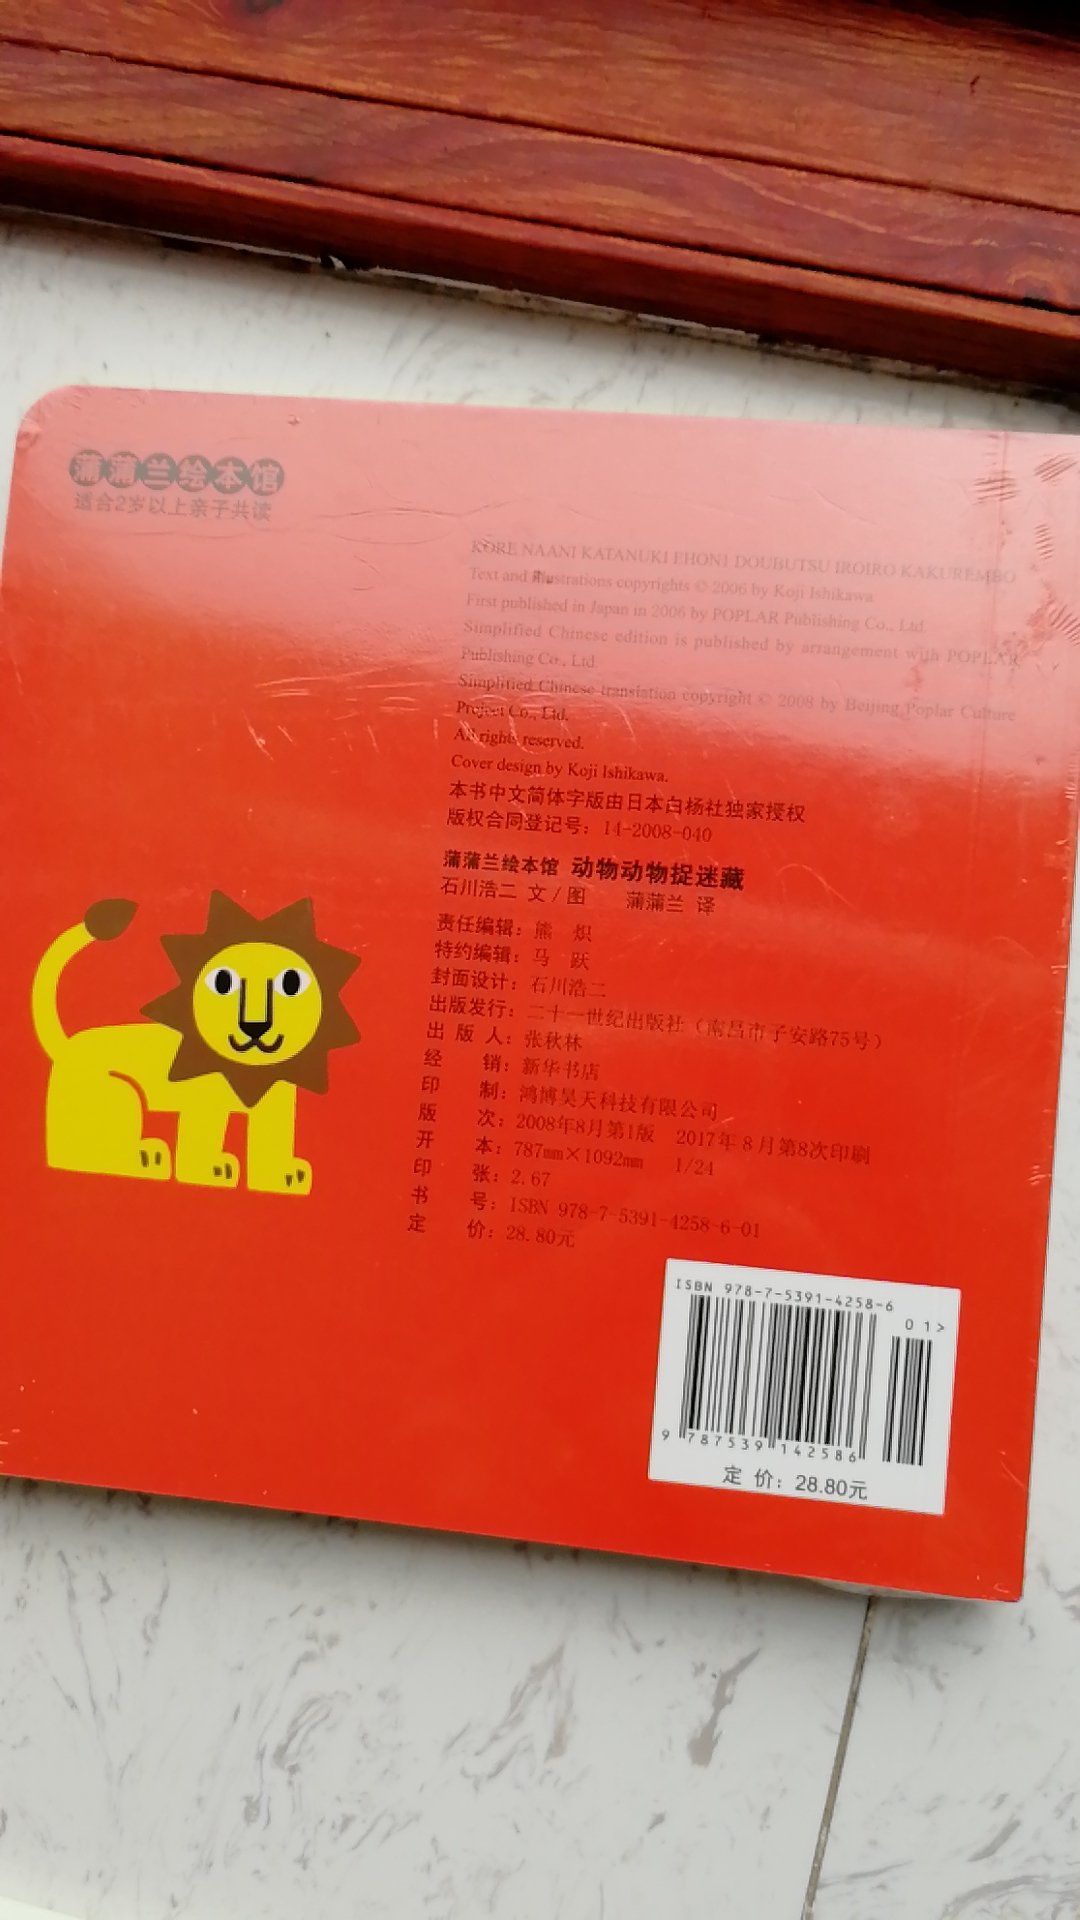 蒲蒲兰绘本馆
适合2岁以上亲子共读
KORE NAANI KATANUKI EHON1 DOUBUTSU IROIRO KAKUREMBO
Text and illustrations copyrights © 2006 by Koji Ishikawa
First published in Japan in 2006 by POPLAR Publishing Co., Ltd.
Simplified Chinese edition is published by arrangement with POPLAR
Publishing Co., Ltd.
Simplified Chinese translation copyright © 2008 by Beijing Poplar Culture
Project Co., Ltd.
All rights reserved.
Cover design by Koji Ishikawa.
本书中文简体字版由日本白杨社独家授权
版权合同登记号：14-2008-040
蒲蒲兰绘本馆 动物动物捉迷藏
石川浩二 文/图 蒲蒲兰 译
责任编辑：熊 炽
特约编辑：马 跃
封面设计：石川浩二
出版发行：二十一世纪出版社（南昌市子安路75号）
出 版 人：张秋林
经 销：新华书店
印 制：鸿博昊天科技有限公司
版 次：2008年8月第1版 2017年8月第8次印刷
开 本：787mm×1092mm 1/24
印 张：2.67
书 号：ISBN 978-7-5391-4258-6-01
定 价：28.80元
ISBN 978-7-5391-4258-6
01>
9 787539 142586
定 价：28.80元